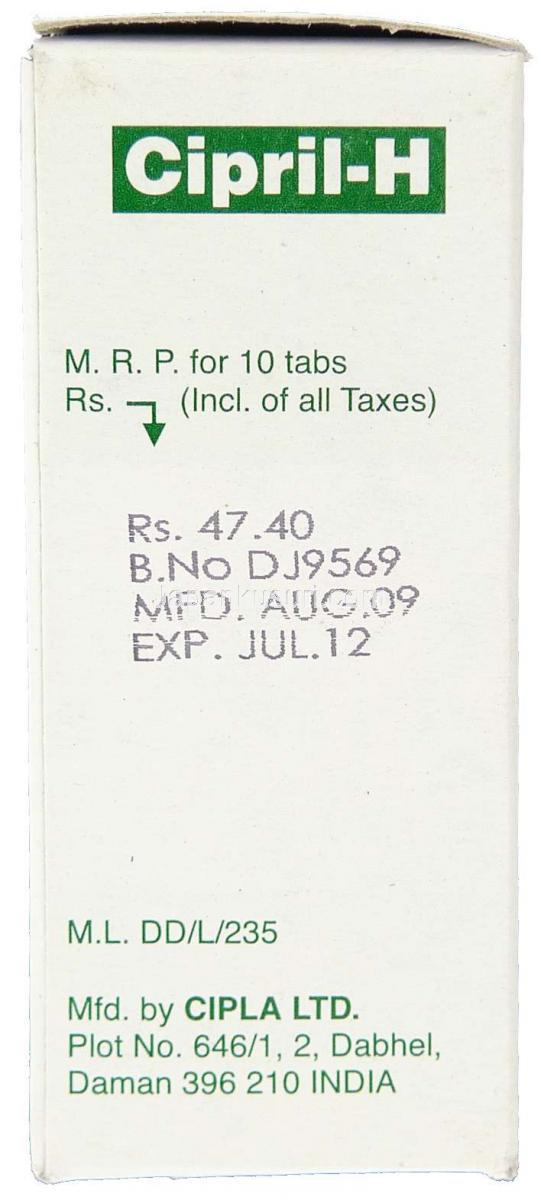 Cipril-H
M. R. P. for 10 tabs
Rs. (Incl. of all Taxes)
Rs. 47.40
B.No DJ9569
MFD. AUG.09
EXP. JUL.12
M.L. DD/L/235
Mfd. by CIPLA LTD.
Plot No. 646/1, 2, Dabhel,
Daman 396 210 INDIA